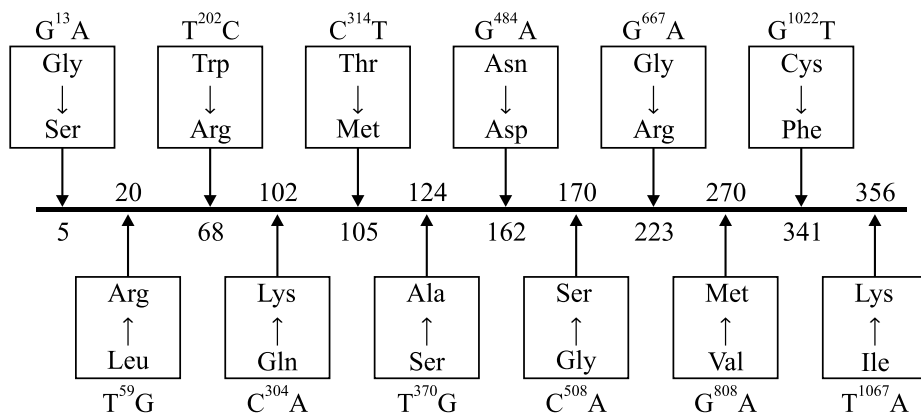 G¹³A T²⁰²C C³¹⁴T G⁴⁸⁴A G⁶⁶⁷A G¹⁰²²T
Gly Trp Thr Asn Gly Cys
↓ ↓ ↓ ↓ ↓ ↓
Ser Arg Met Asp Arg Phe
20 102 124 170 270 356
5 68 105 162 223 341
Arg Lys Ala Ser Met Lys
↑ ↑ ↑ ↑ ↑ ↑
Leu Gln Ser Gly Val Ile
T⁵⁹G C³⁰⁴A T³⁷⁰G C⁵⁰⁸A G⁸⁰⁸A T¹⁰⁶⁷A